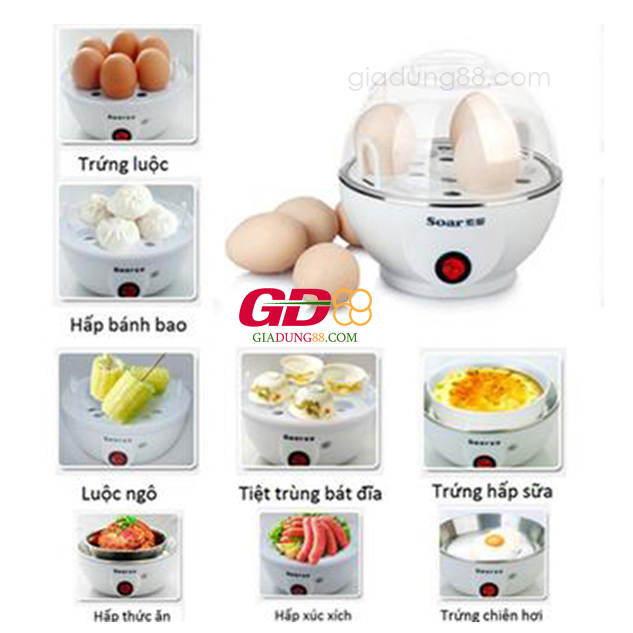 giadung88.com
Trứng luộc
Soar
Hấp bánh bao
GD88
GIADUNG88.COM
Luộc ngô
Tiệt trùng bát đĩa
Trứng hấp sữa
Hấp thức ăn
Hấp xúc xích
Trứng chiên hơi